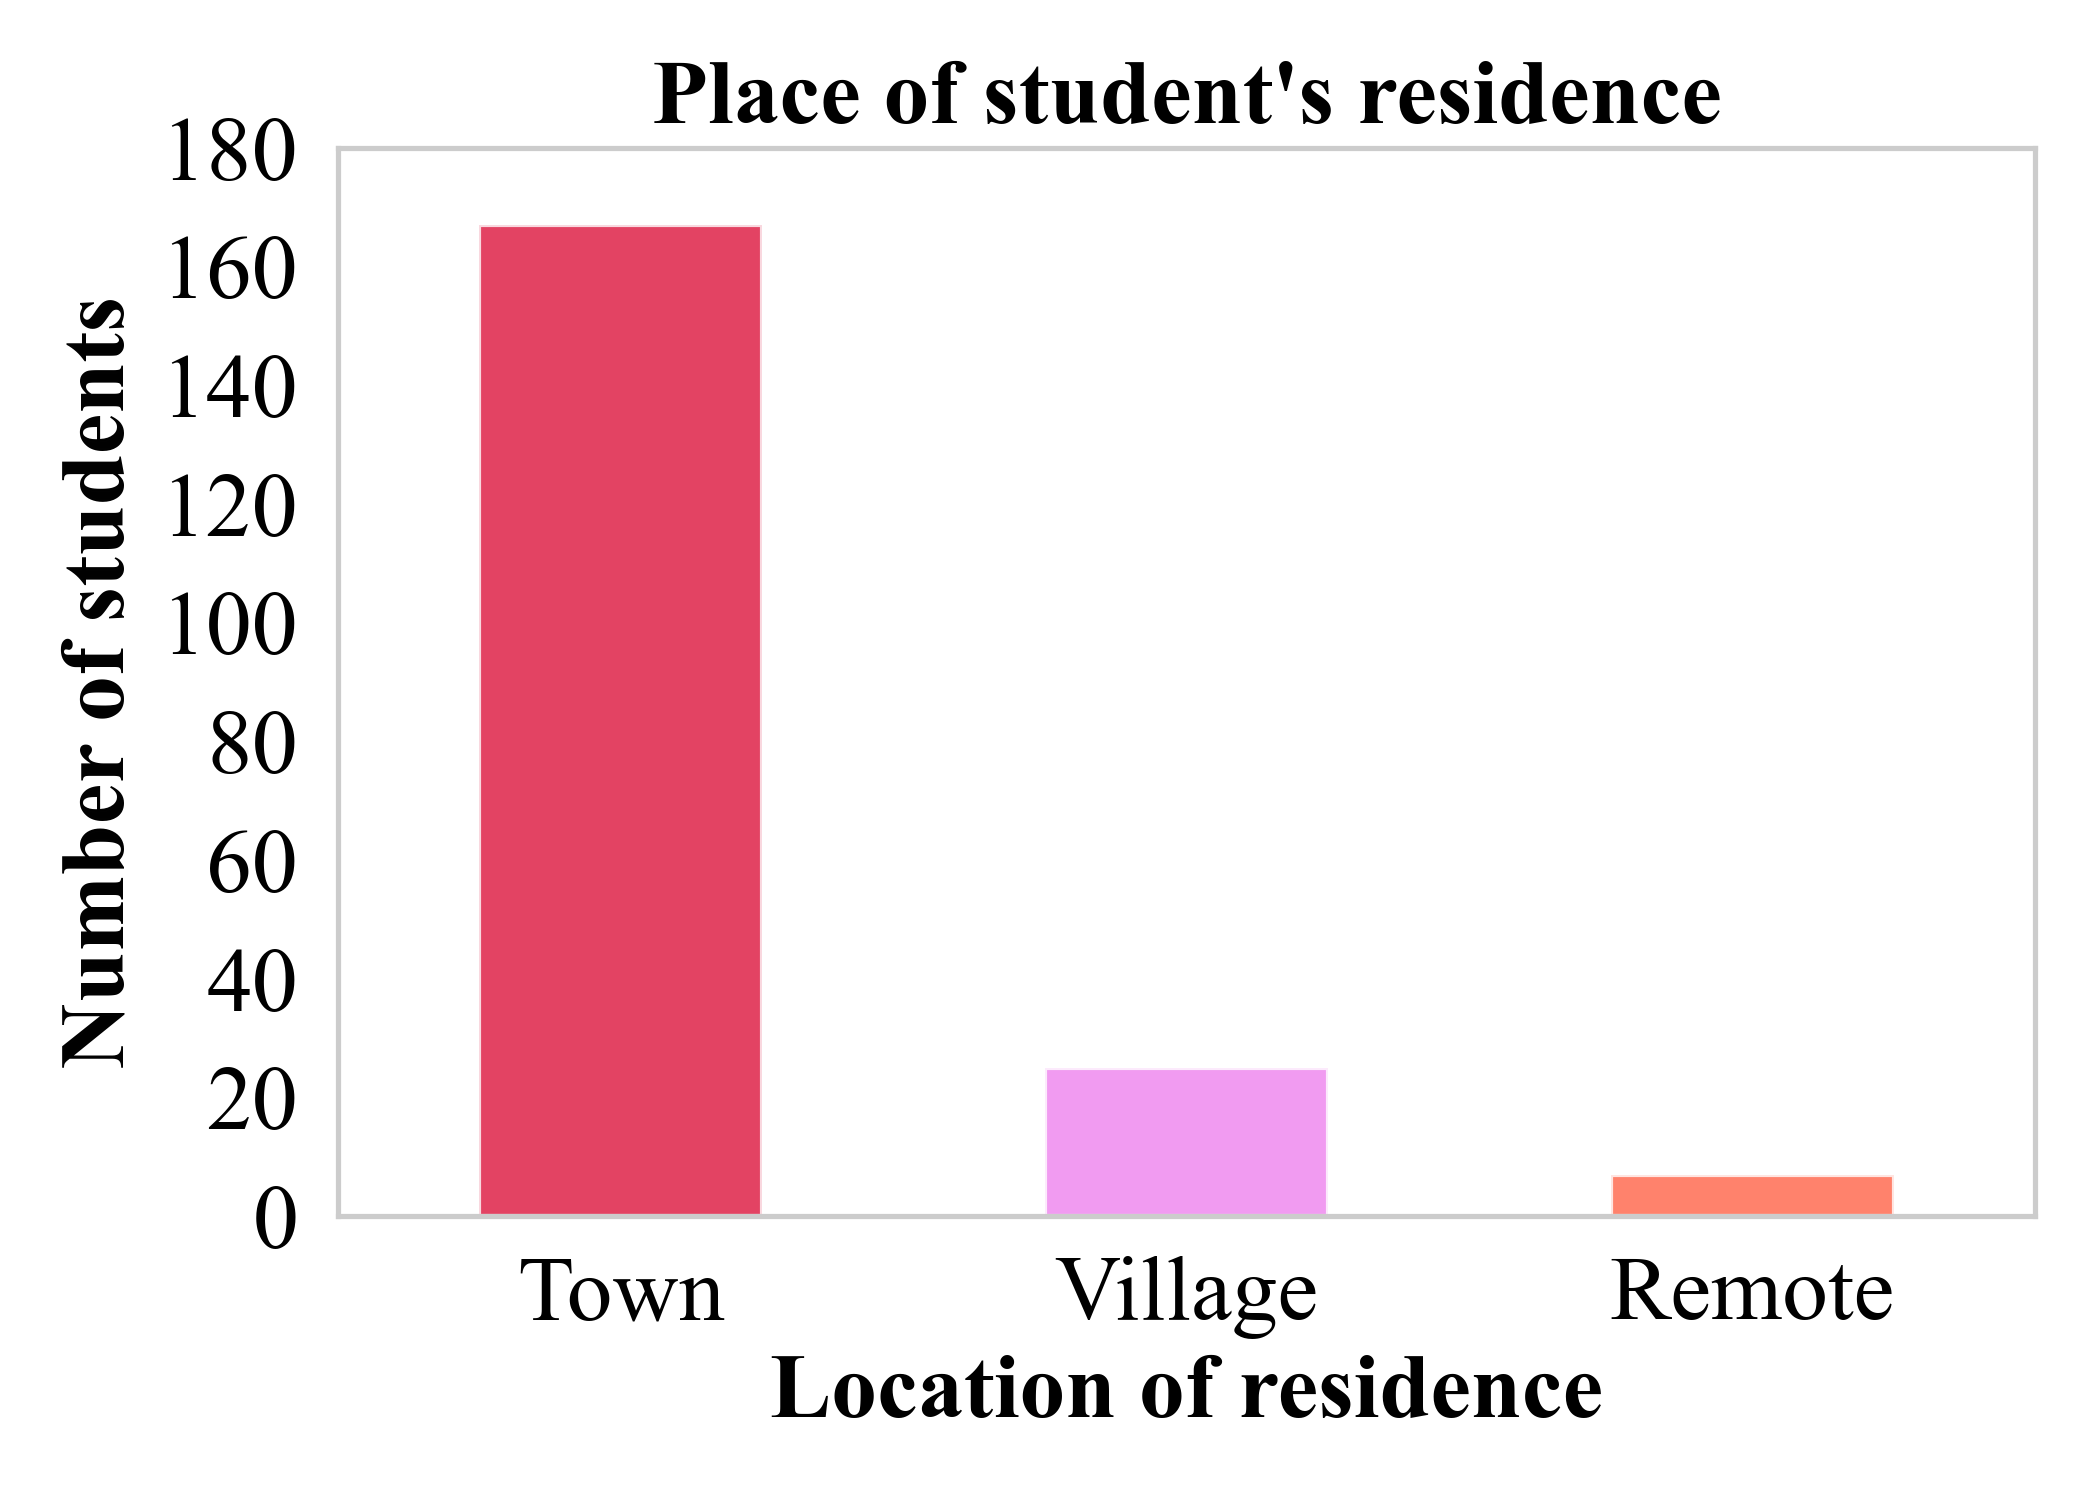 Place of student's residence
180
160
140
120
100
80
60
40
20
0
Number of students
Town Village Remote
Location of residence